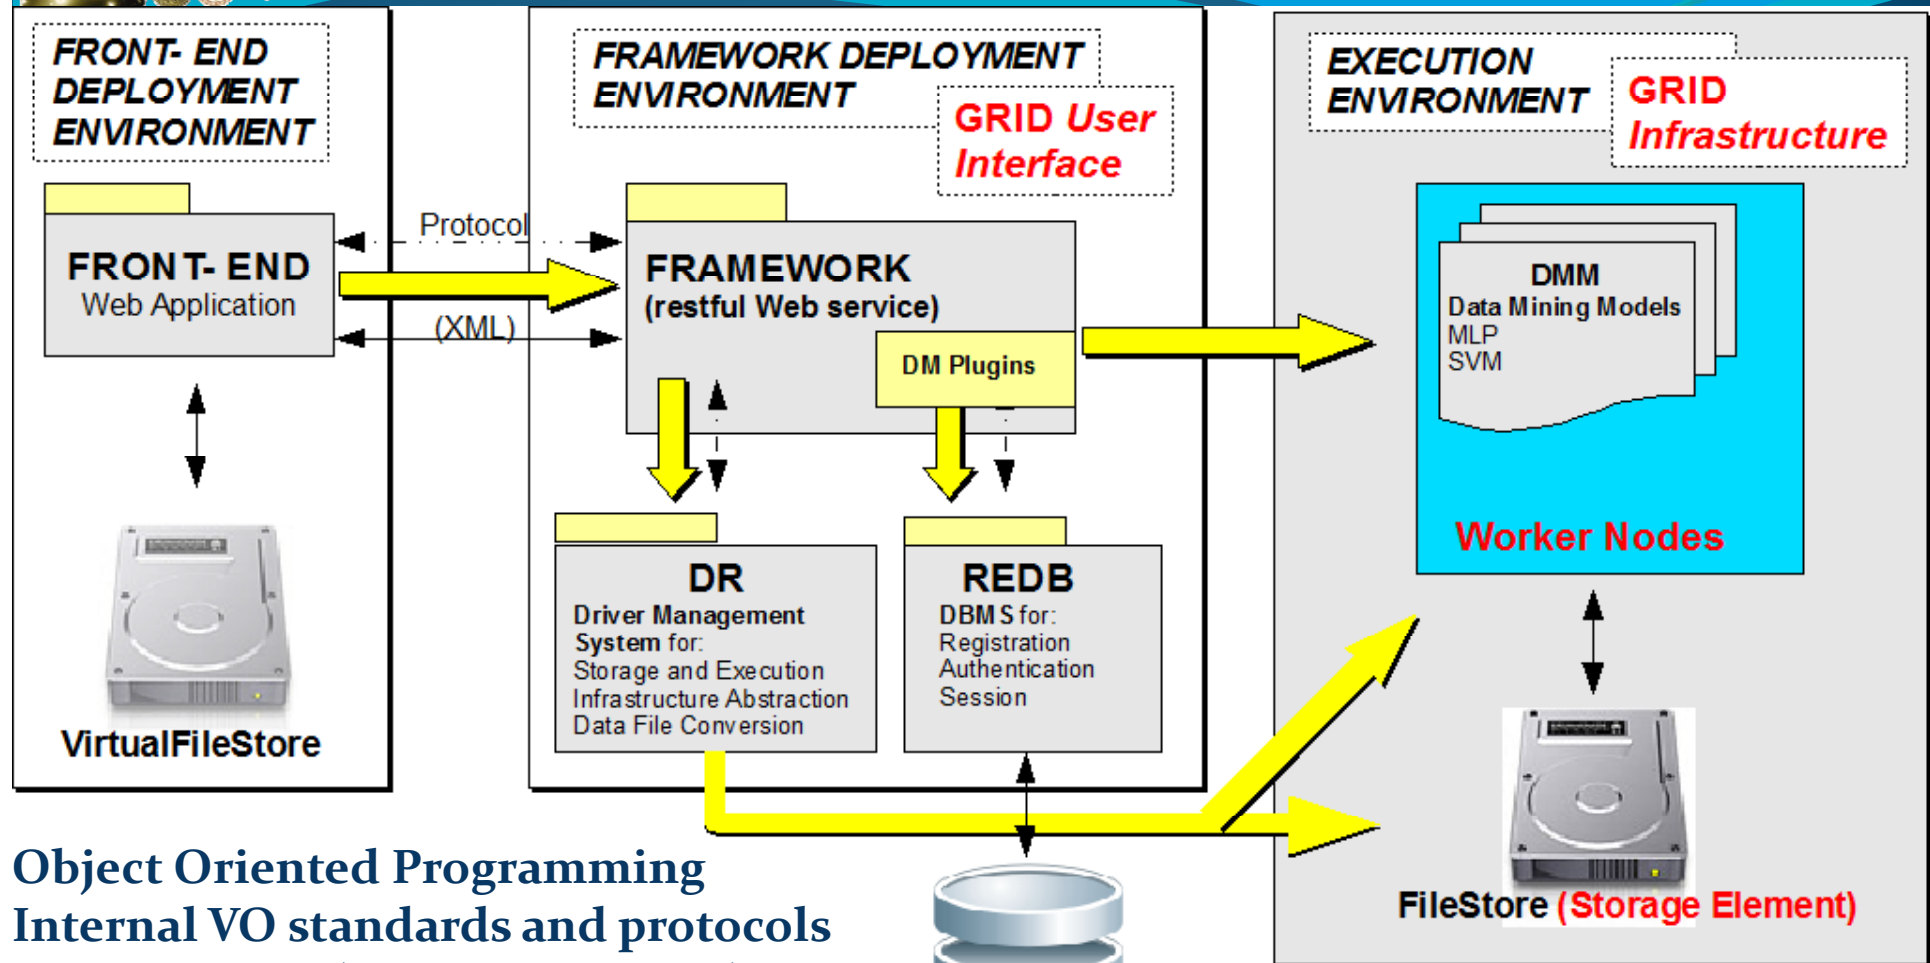 FRONT- END
DEPLOYMENT
ENVIRONMENT
FRAMEWORK DEPLOYMENT
ENVIRONMENT
GRID User
Interface
EXECUTION
ENVIRONMENT
GRID
Infrastructure
FRONT- END
Web Application
Protocol
(XML)
FRAMEWORK
(restful Web service)
DM Plugins
DMM
Data Mining Models
MLP
SVM
Worker Nodes
VirtualFileStore
DR
Driver Management
System for:
Storage and Execution
Infrastructure Abstraction
Data File Conversion
REDB
DBMS for:
Registration
Authentication
Session
FileStore (Storage Element)
Object Oriented Programming
Internal VO standards and protocols